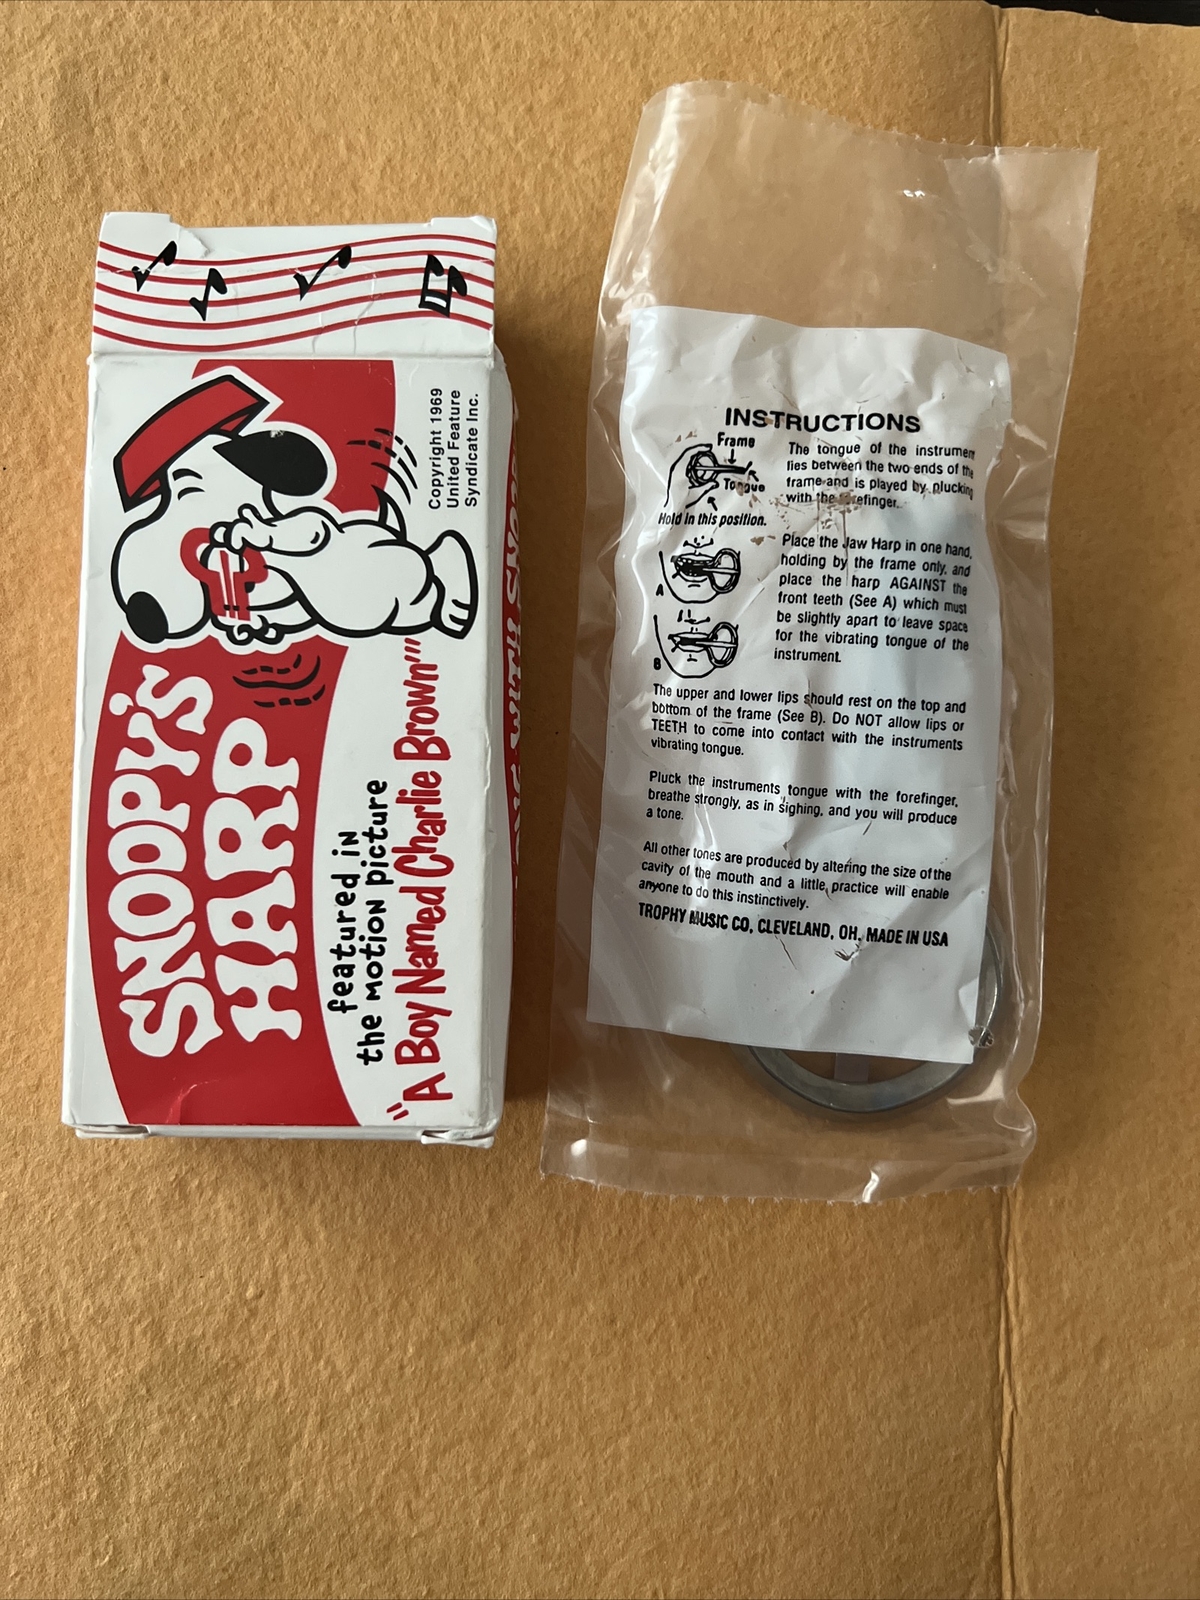 SNOOPY'S
HARP
featured in
the motion picture
"A Boy Named Charlie Brown"
Copyright 1969
United Feature
Syndicate Inc.
INSTRUCTIONS
Frame
Tongue
Hold in this position.
The tongue of the instrument
lies between the two ends of the
frame and is played by plucking
with the forefinger.
A
B
Place the Jaw Harp in one hand,
holding by the frame only, and
place the harp AGAINST the
front teeth (See A) which must
be slightly apart to leave space
for the vibrating tongue of the
instrument.
The upper and lower lips should rest on the top and
bottom of the frame (See B). Do NOT allow lips or
TEETH to come into contact with the instruments
vibrating tongue.
Pluck the instruments tongue with the forefinger,
breathe strongly, as in sighing, and you will produce
a tone.
All other tones are produced by altering the size of the
cavity of the mouth and a little practice will enable
anyone to do this instinctively.
TROPHY MUSIC CO, CLEVELAND, OH. MADE IN USA